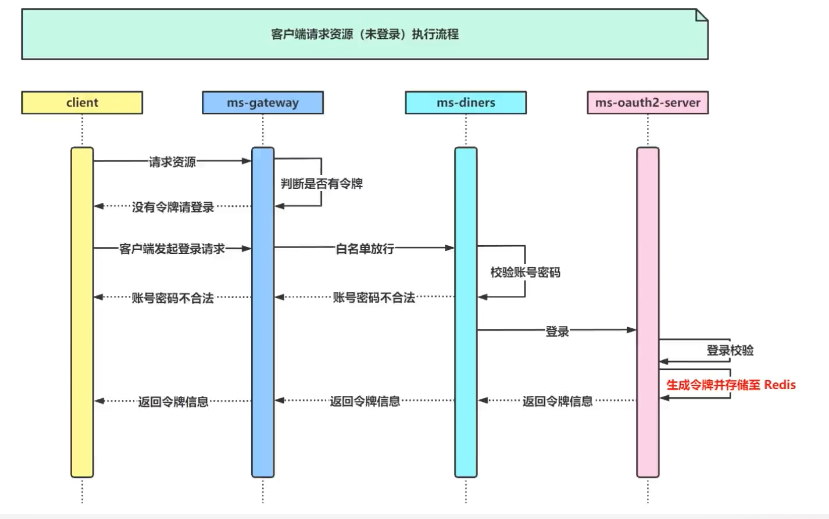 客户端请求资源（未登录）执行流程
client
ms-gateway
ms-diners
ms-oauth2-server
请求资源
判断是否有令牌
没有令牌请登录
客户端发起登录请求
白名单放行
校验账号密码
账号密码不合法
账号密码不合法
登录
登录校验
生成令牌并存储至 Redis
返回令牌信息
返回令牌信息
返回令牌信息